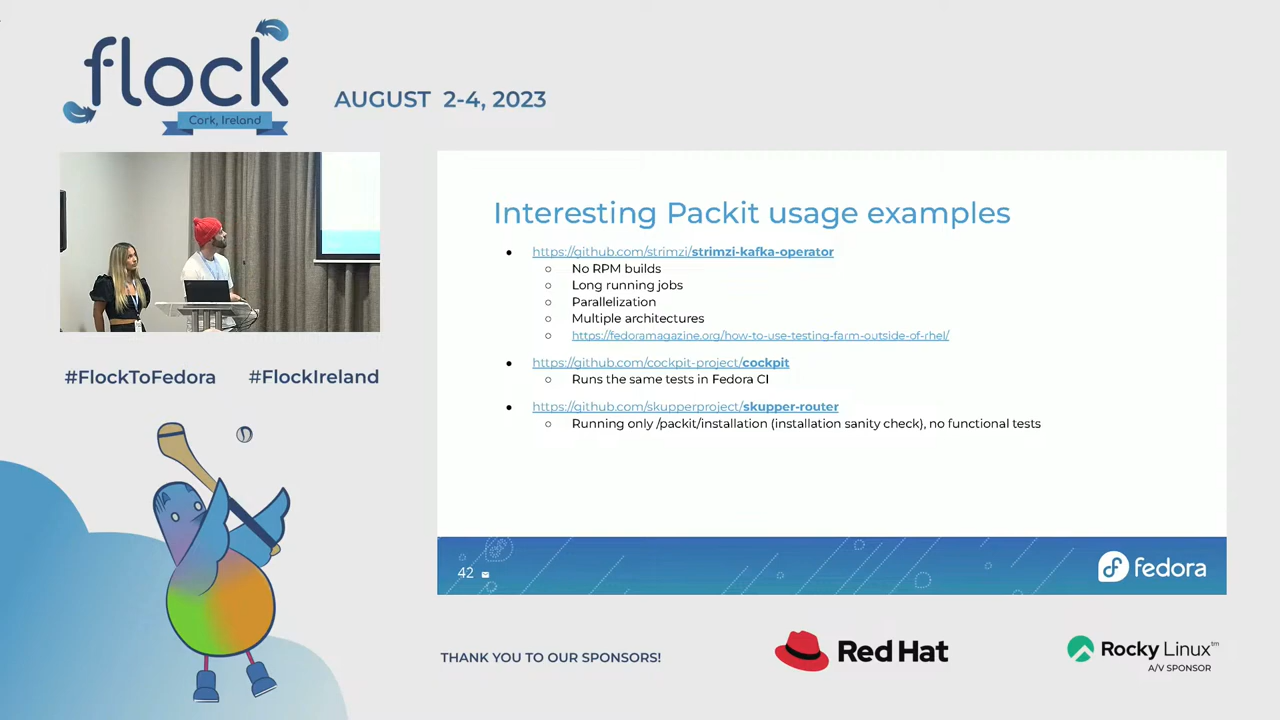 flock
Cork, Ireland
AUGUST 2-4, 2023
#FlockToFedora #FlockIreland
Interesting Packit usage examples
https://github.com/strimzi/strimzi-kafka-operator
No RPM builds
Long running jobs
Parallelization
Multiple architectures
https://fedoramagazine.org/how-to-use-testing-farm-outside-of-rhel/
https://github.com/cockpit-project/cockpit
Runs the same tests in Fedora CI
https://github.com/skupperproject/skupper-router
Running only /packit/installation (installation sanity check), no functional tests
42
fedora
THANK YOU TO OUR SPONSORS!
Red Hat
Rocky Linux™
A/V SPONSOR